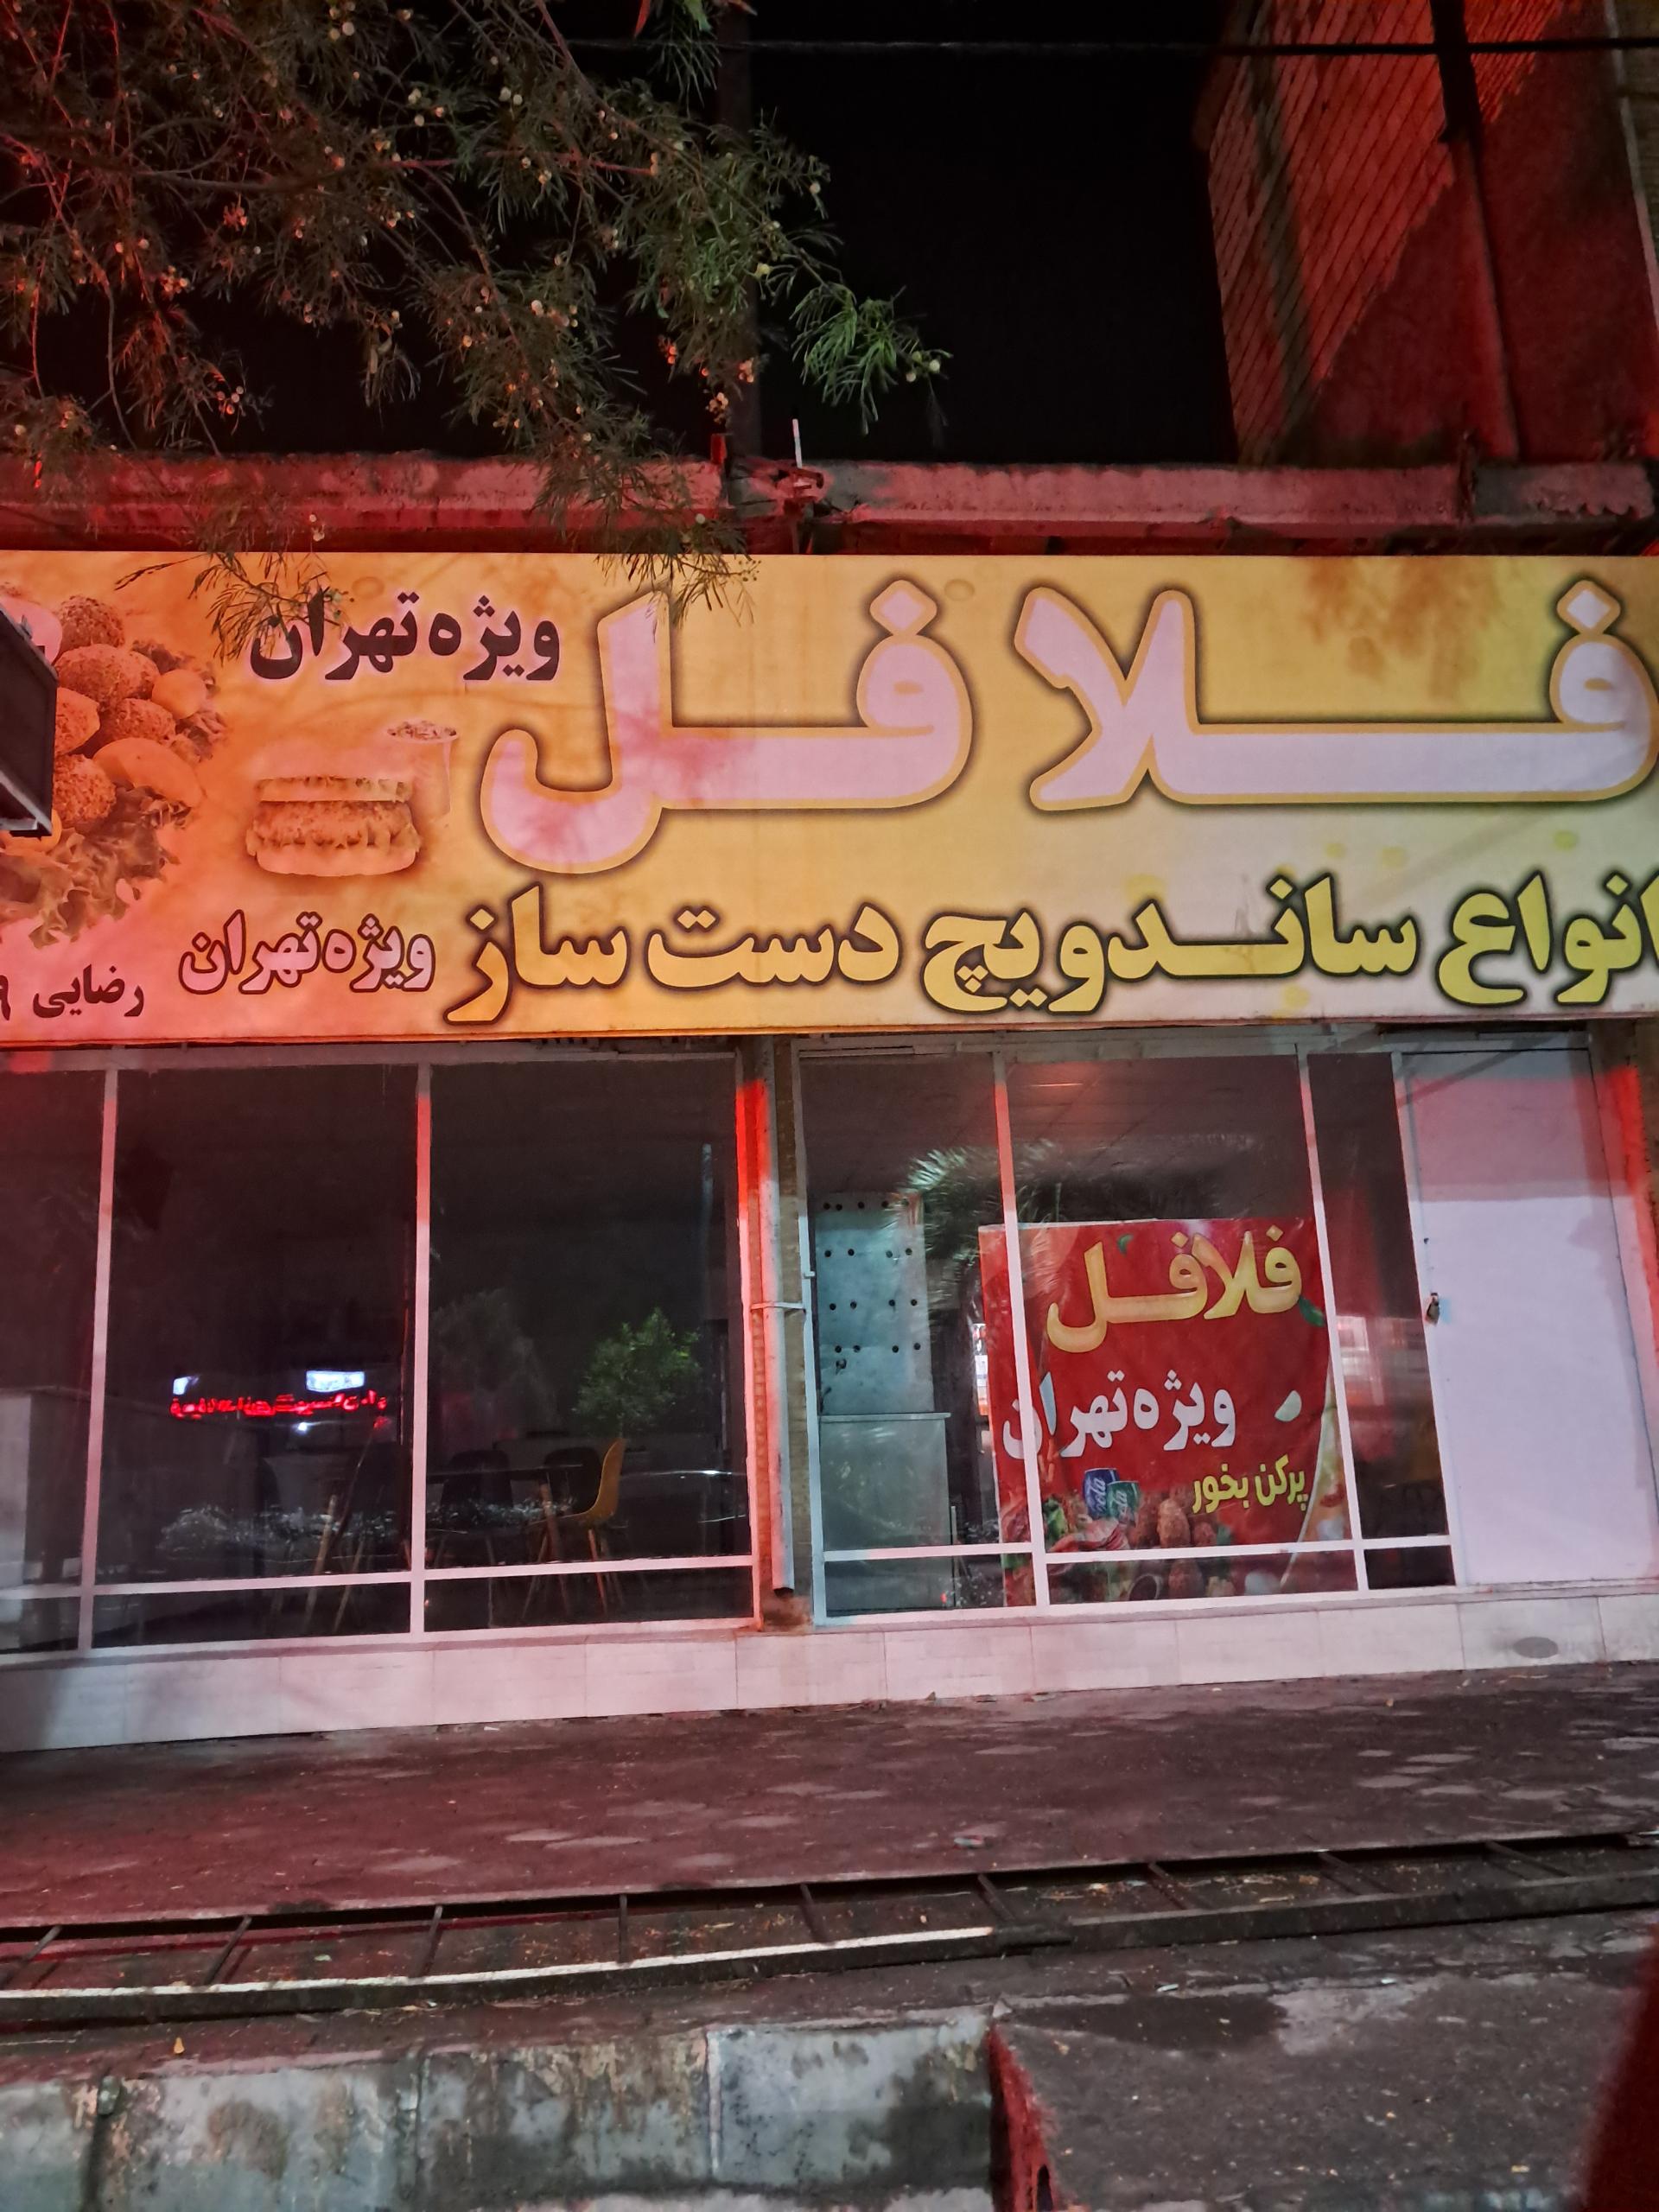 فلافل ویژه تهران
انواع ساندویچ دست ساز ویژه تهران
رضایی
فلافل
ویژه تهران
پرکن بخور